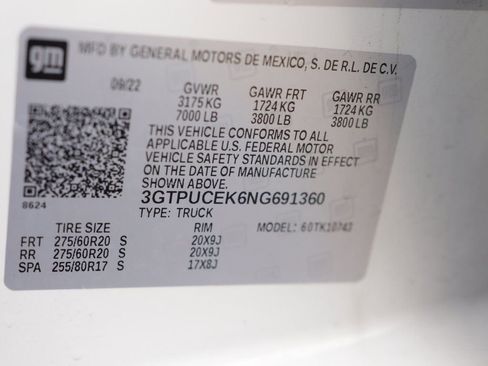 gm
MFD BY GENERAL MOTORS DE MEXICO, S. DE R.L. DE C.V.
09/22 GVWR GAWR FRT GAWR RR
3175 KG 1724 KG 1724 KG
7000 LB 3800 LB 3800 LB
THIS VEHICLE CONFORMS TO ALL
APPLICABLE U.S. FEDERAL MOTOR
VEHICLE SAFETY STANDARDS IN EFFECT
ON THE DATE OF MANUFACTURE
SHOWN ABOVE.
8624 3GTPUCEK6NG691360
TYPE: TRUCK
TIRE SIZE RIM MODEL: 60TK10743
FRT 275/60R20 S 20X9J
RR 275/60R20 S 20X9J
SPA 255/80R17 S 17X8J